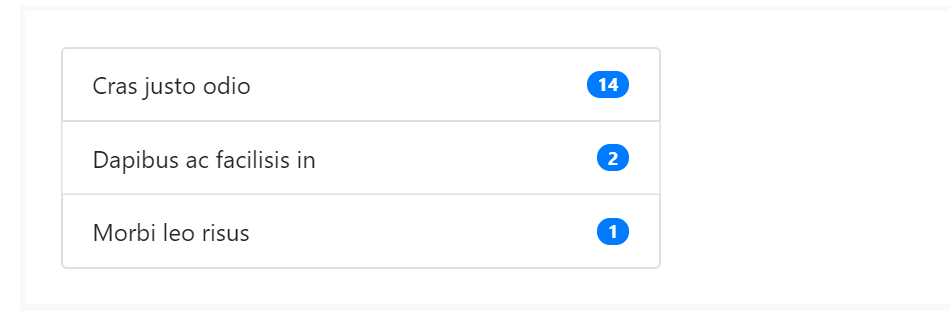 Cras justo odio 14
Dapibus ac facilisis in 2
Morbi leo risus 1